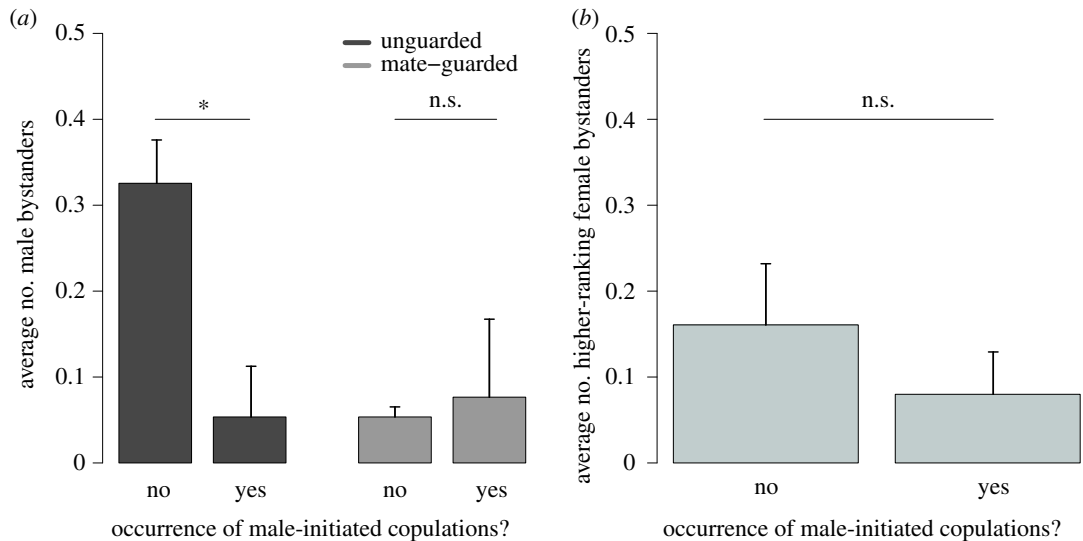 (a)
0.5
0.4
0.3
0.2
0.1
0
average no. male bystanders
unguarded
mate−guarded
*
n.s.
no
yes
no
yes
occurrence of male-initiated copulations?
(b)
0.5
0.4
0.3
0.2
0.1
0
average no. higher-ranking female bystanders
n.s.
no
yes
occurrence of male-initiated copulations?